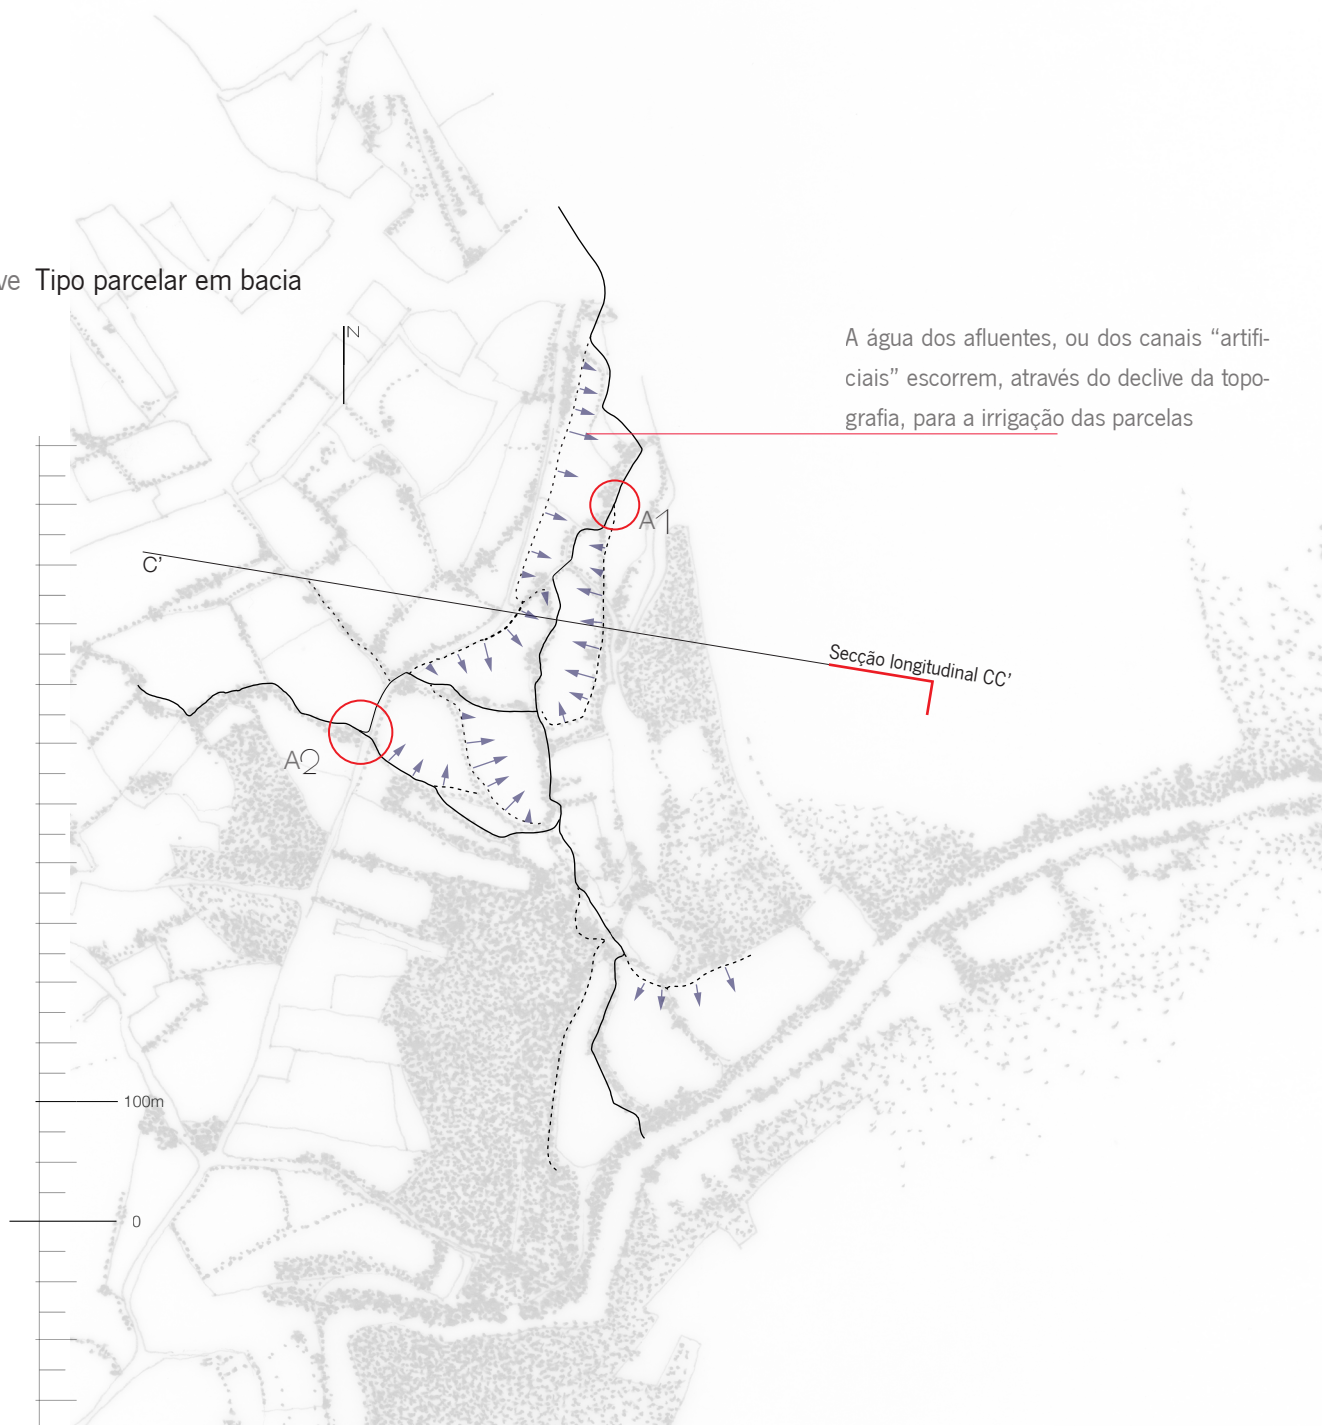 ve Tipo parcelar em bacia
N
A água dos afluentes, ou dos canais “artifi-
ciais” escorrem, através do declive da topo-
grafia, para a irrigação das parcelas
A1
C’
Secção longitudinal CC’
A2
100m
0